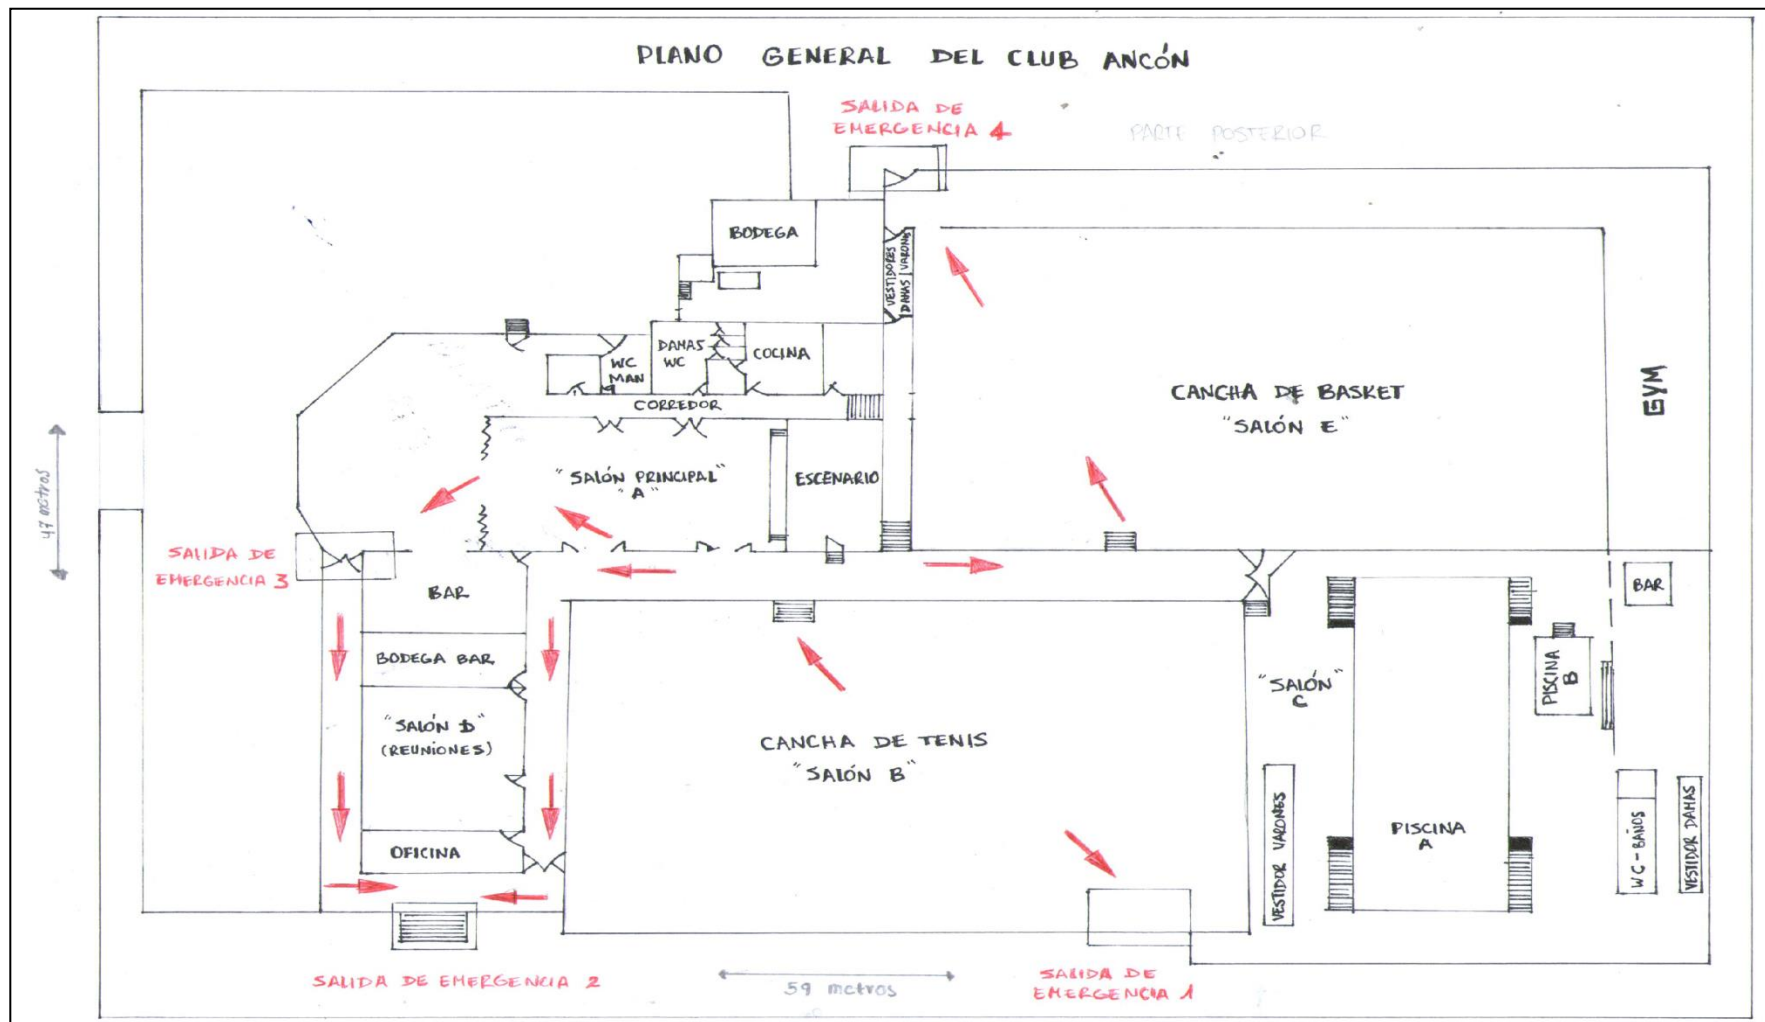 PLANO GENERAL DEL CLUB ANCÓN
SALIDA DE
EMERGENCIA 4
PARTE POSTERIOR
BODEGA
VESTIDORES
DAMAS | VARONES
WC
MAN
DAMAS
WC
COCINA
CORREDOR
CANCHA DE BASKET
"SALÓN E"
GYM
47 metros
"SALÓN PRINCIPAL"
"A"
ESCENARIO
SALIDA DE
EMERGENCIA 3
BAR
BAR
BODEGA BAR
PISCINA
B
"SALÓN"
C
"SALÓN D"
(REUNIONES)
CANCHA DE TENIS
"SALÓN B"
VESTIDOR VARONES
PISCINA
A
WC-BAÑOS
VESTIDOR DAMAS
OFICINA
SALIDA DE EMERGENCIA 2
59 metros
SALIDA DE
EMERGENCIA 1